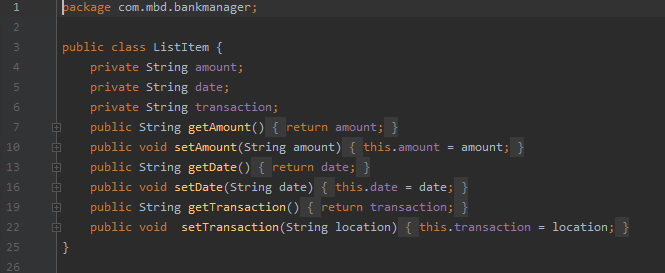 1 package com.mbd.bankmanager;
2
3 public class ListItem {
4 private String amount;
5 private String date;
6 private String transaction;
7 public String getAmount() { return amount; }
10 public void setAmount(String amount) { this.amount = amount; }
13 public String getDate() { return date; }
16 public void setDate(String date) { this.date = date; }
19 public String getTransaction() { return transaction; }
22 public void  setTransaction(String location) { this.transaction = location; }
25 }
26